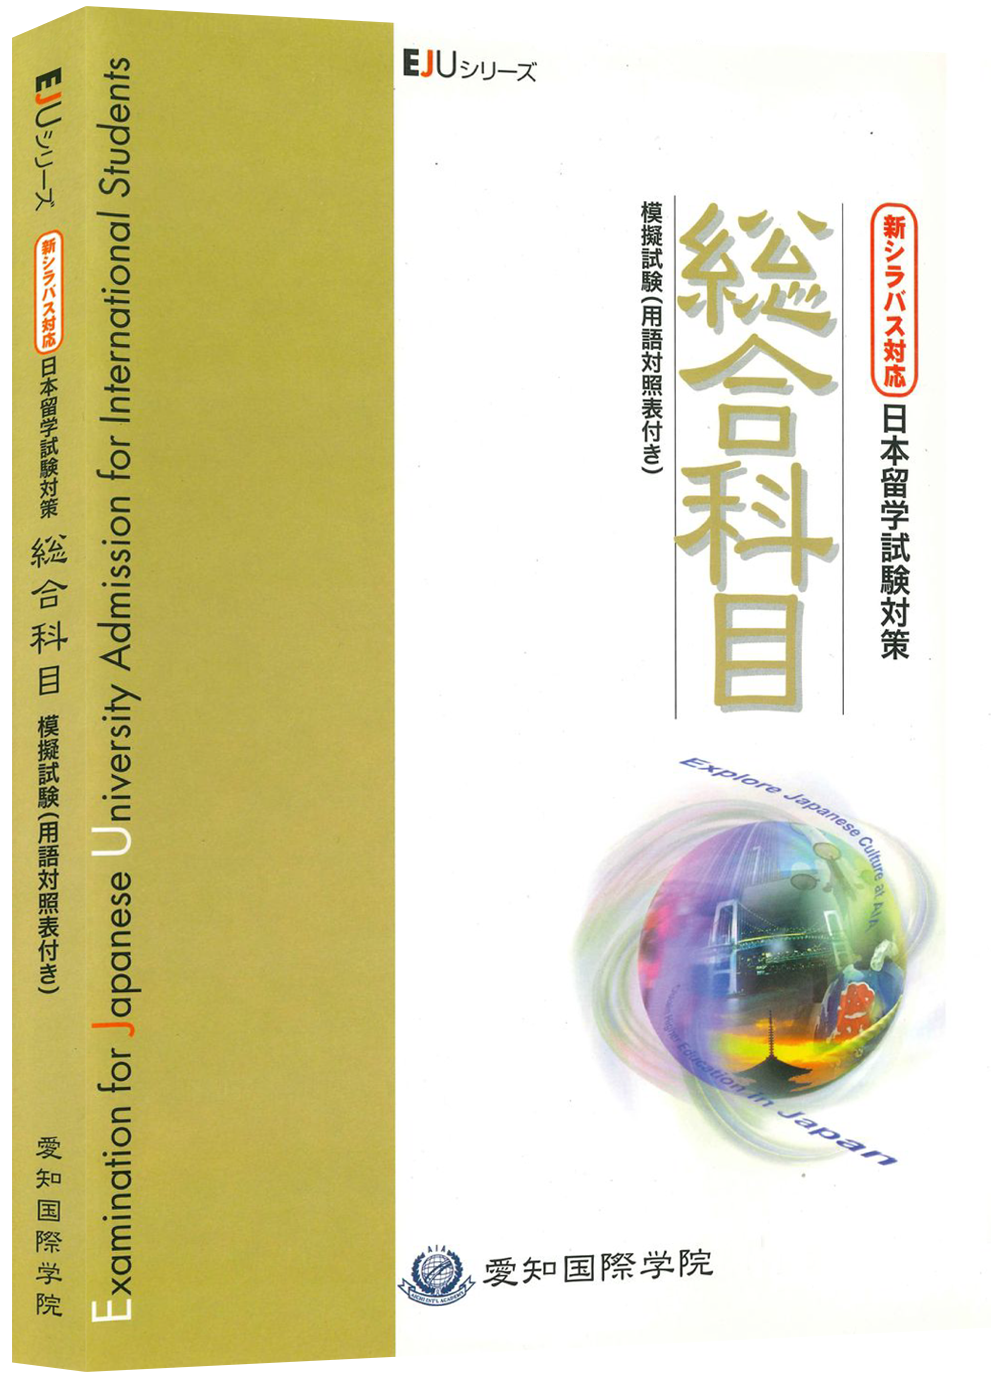 EJUシリーズ
新シラバス対応
日本留学試験対策
総合科目
模擬試験(用語対照表付き)
愛知国際学院
Examination for Japanese University Admission for International Students
EJUシリーズ
新シラバス対応
日本留学試験対策
総合科目
模擬試験(用語対照表付き)
Explore Japanese Culture at AIA
Higher Education in Japan
AIA
AICHI INT'L ACADEMY
愛知国際学院